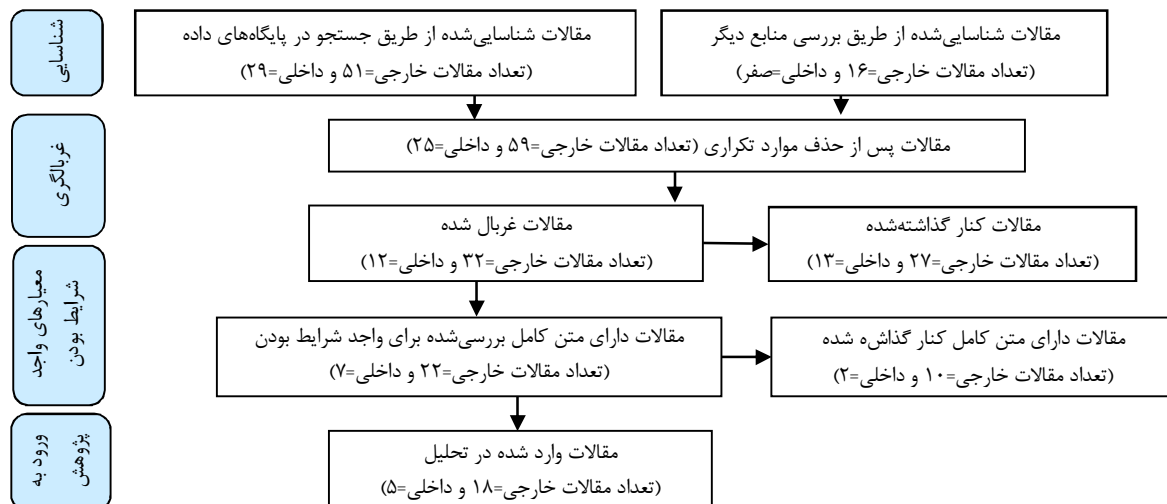 شناسایی
مقالات شناسایی‌شده از طریق بررسی منابع دیگر
(تعداد مقالات خارجی=۱۶ و داخلی=صفر)
مقالات شناسایی‌شده از طریق جستجو در پایگاه‌های داده
(تعداد مقالات خارجی=۵۱ و داخلی=۲۹)
غربالگری
مقالات پس از حذف موارد تکراری (تعداد مقالات خارجی=۵۹ و داخلی=۲۵)
مقالات غربال شده
(تعداد مقالات خارجی=۳۲ و داخلی=۱۲)
مقالات کنار گذاشته‌شده
(تعداد مقالات خارجی=۲۷ و داخلی=۱۳)
معیارهای واجد
شرایط بودن
مقالات دارای متن کامل بررسی‌شده برای واجد شرایط بودن
(تعداد مقالات خارجی=۲۲ و داخلی=۷)
مقالات دارای متن کامل کنار گذاش‍ه شده
(تعداد مقالات خارجی=۱۰ و داخلی=۲)
ورود به
پژوهش
مقالات وارد شده در تحلیل
(تعداد مقالات خارجی=۱۸ و داخلی=۵)